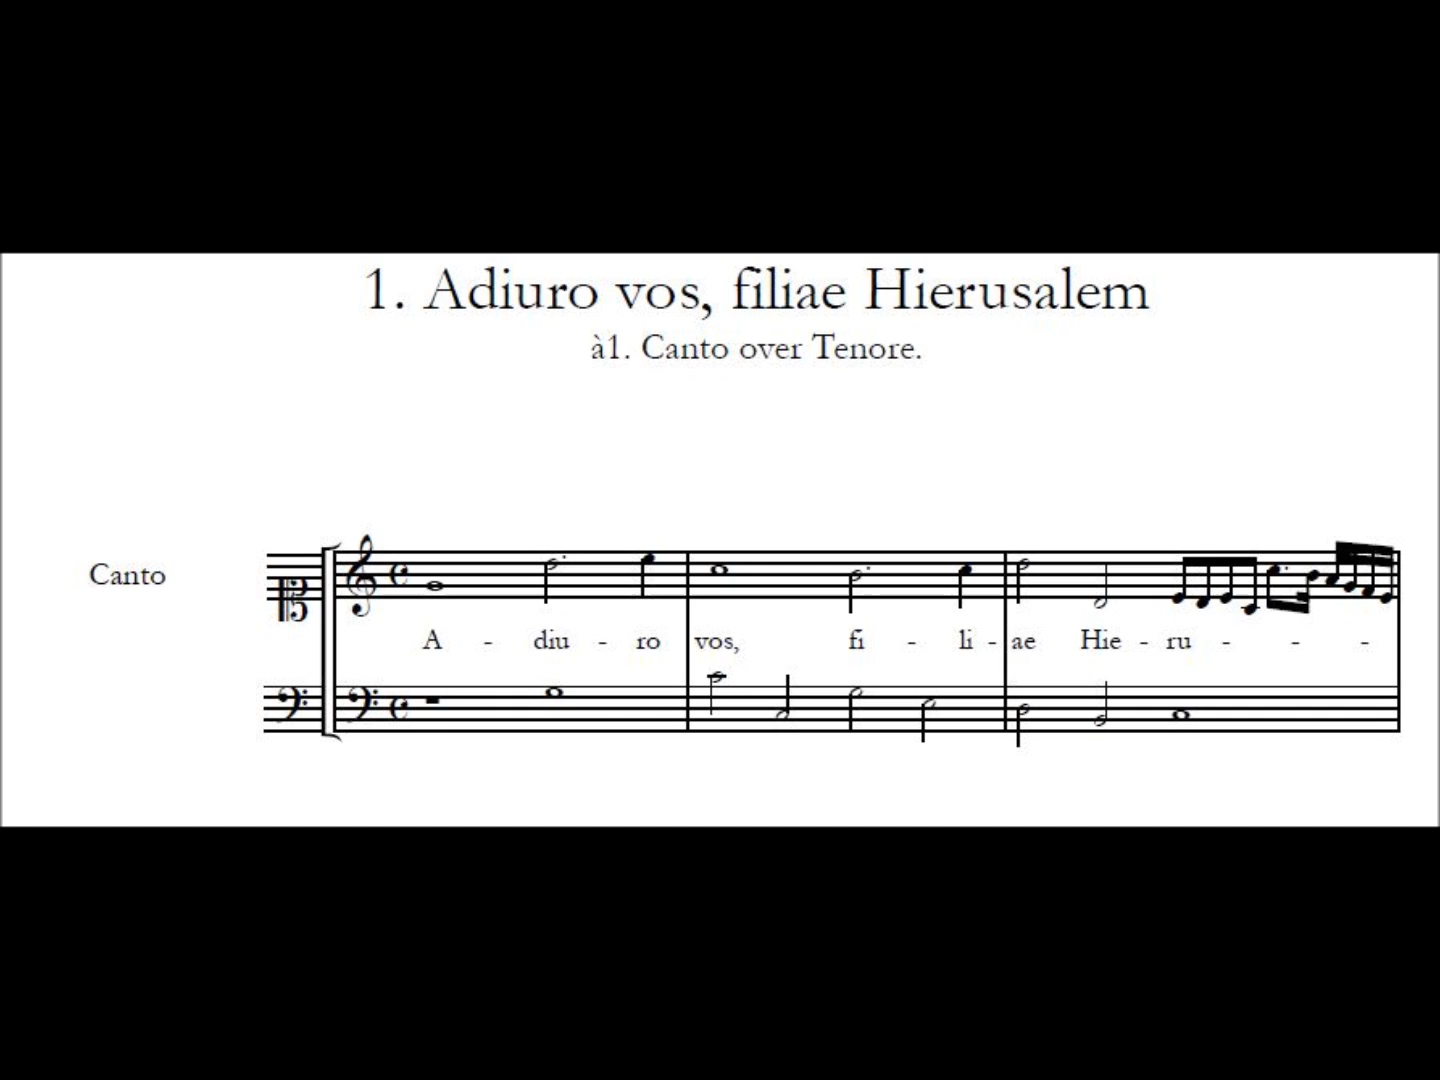 1. Adiuro vos, filiae Hierusalem
à1. Canto over Tenore.
Canto
A - diu - ro vos, fi - li - ae Hie - ru - - -